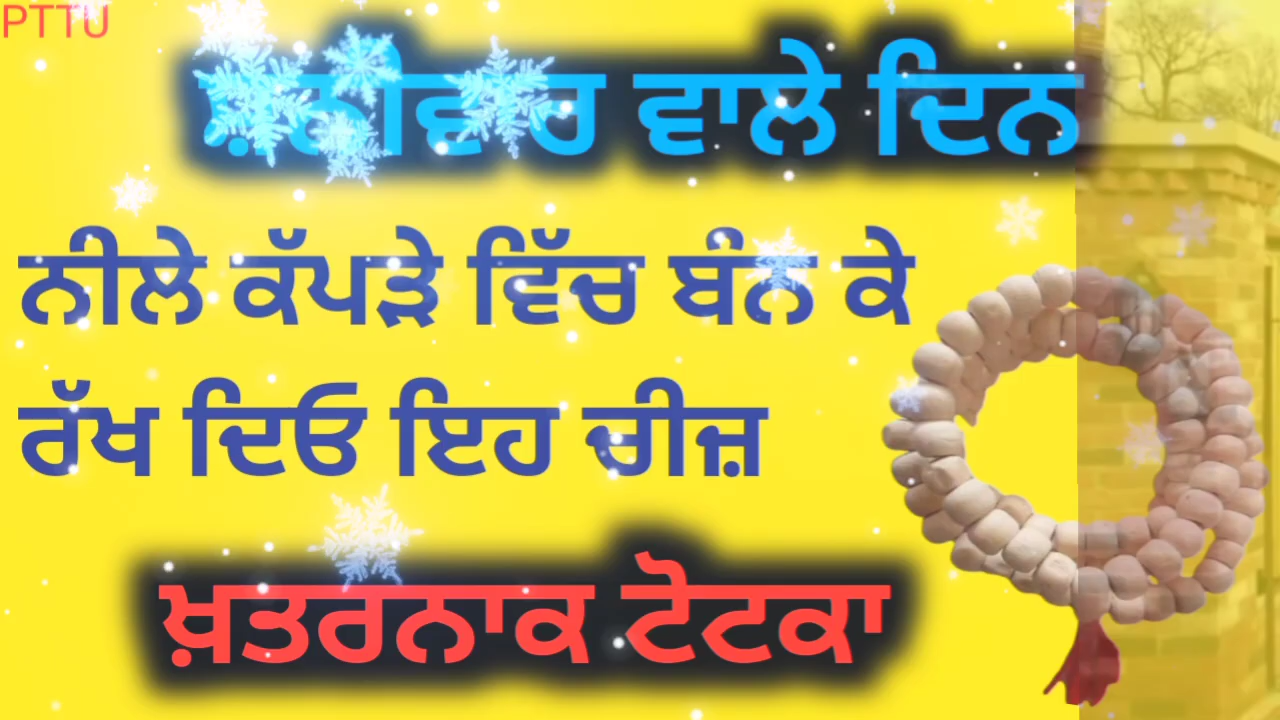 PTTU
ਸ਼ਨੀਵਾਰ ਵਾਲੇ ਦਿਨ
ਨੀਲੇ ਕੱਪੜੇ ਵਿੱਚ ਬੰਨ ਕੇ
ਰੱਖ ਦਿਓ ਇਹ ਚੀਜ਼
ਖ਼ਤਰਨਾਕ ਟੋਟਕਾ